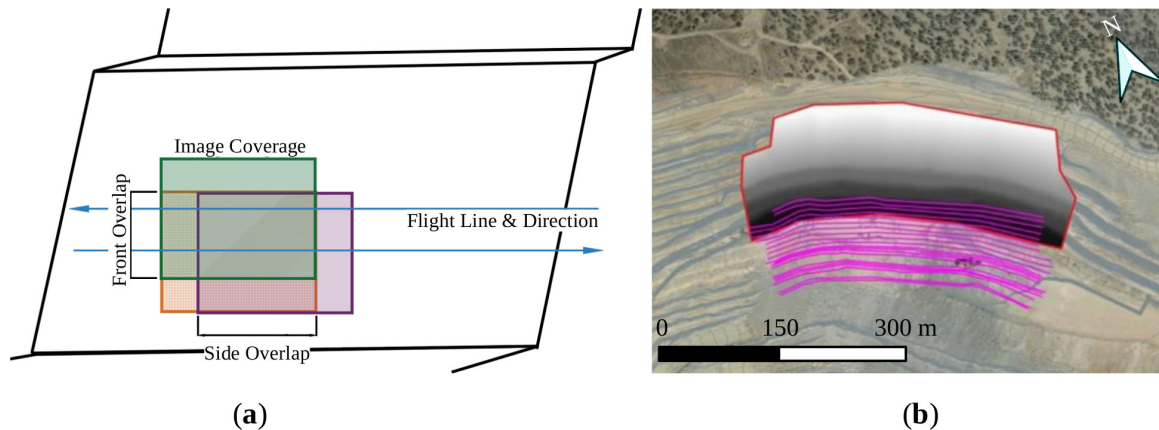 Image Coverage
Front Overlap
Flight Line & Direction
Side Overlap
(a)
N
0 150 300 m
(b)